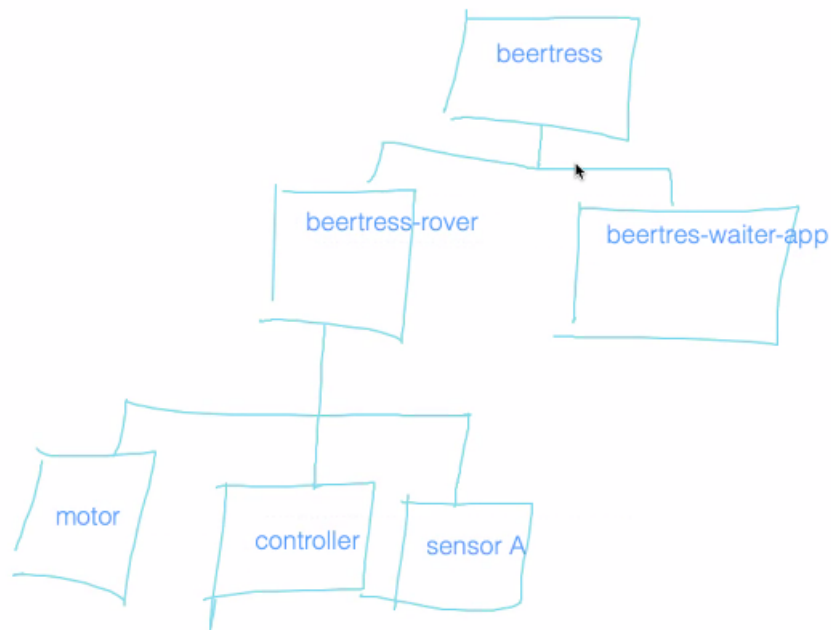 beertress
beertress-rover
beertres-waiter-app
motor
controller
sensor A